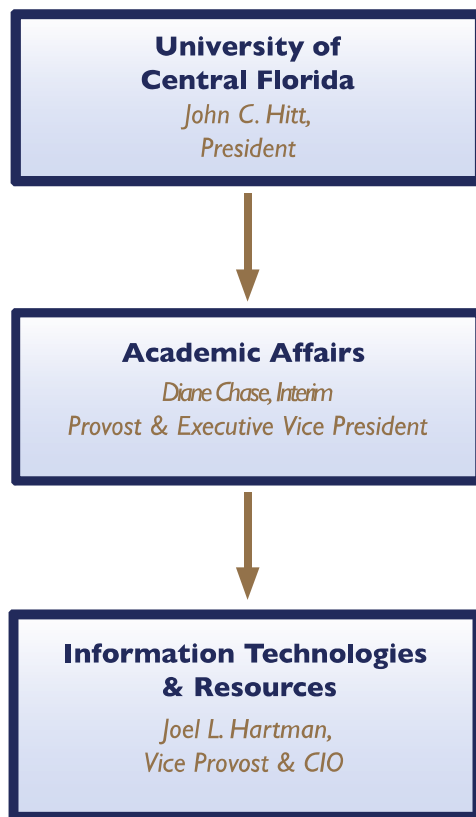 University of
Central Florida
John C. Hitt,
President
Academic Affairs
Diane Chase, Interim
Provost & Executive Vice President
Information Technologies
& Resources
Joel L. Hartman,
Vice Provost & CIO